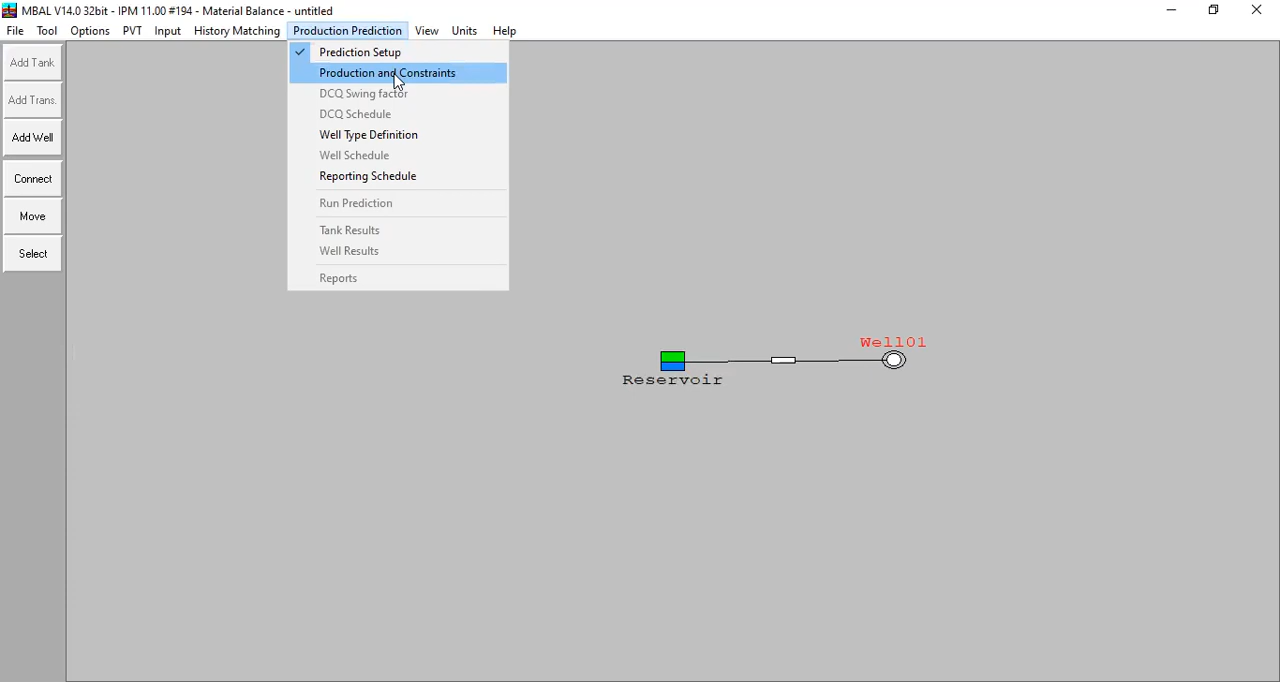 MBAL V14.0 32bit - IPM 11.00 #194 - Material Balance - untitled
File Tool Options PVT Input History Matching Production Prediction View Units Help
Add Tank
Add Trans.
Add Well
Connect
Move
Select
Prediction Setup
Production and Constraints
DCQ Swing factor
DCQ Schedule
Well Type Definition
Well Schedule
Reporting Schedule
Run Prediction
Tank Results
Well Results
Reports
Well01
Reservoir